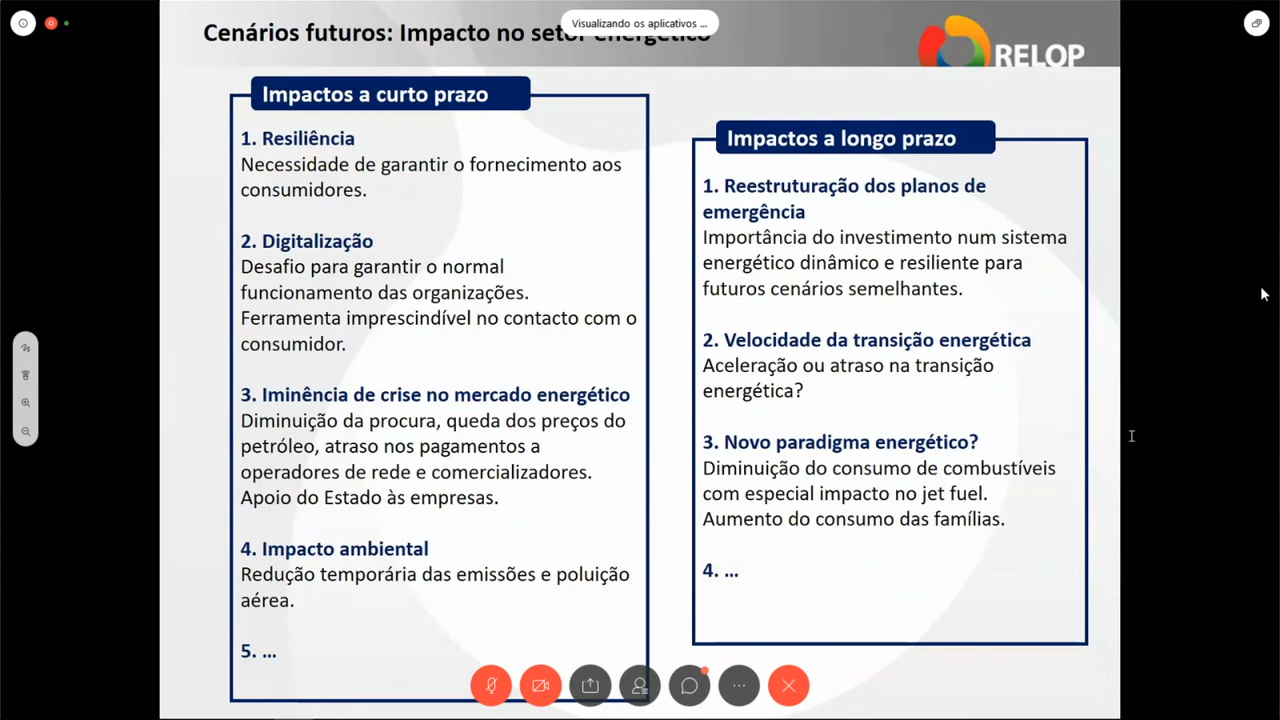 Visualizando os aplicativos ...
Cenários futuros: Impacto no setor energético
RELOP
Impactos a curto prazo
1. Resiliência
Necessidade de garantir o fornecimento aos
consumidores.
2. Digitalização
Desafio para garantir o normal
funcionamento das organizações.
Ferramenta imprescindível no contacto com o
consumidor.
3. Iminência de crise no mercado energético
Diminuição da procura, queda dos preços do
petróleo, atraso nos pagamentos a
operadores de rede e comercializadores.
Apoio do Estado às empresas.
4. Impacto ambiental
Redução temporária das emissões e poluição
aérea.
5. ...
Impactos a longo prazo
1. Reestruturação dos planos de
emergência
Importância do investimento num sistema
energético dinâmico e resiliente para
futuros cenários semelhantes.
2. Velocidade da transição energética
Aceleração ou atraso na transição
energética?
3. Novo paradigma energético?
Diminuição do consumo de combustíveis
com especial impacto no jet fuel.
Aumento do consumo das famílias.
4. ...